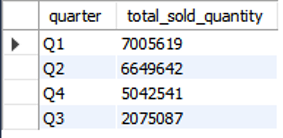 quarter total_sold_quantity
Q1 7005619
Q2 6649642
Q4 5042541
Q3 2075087